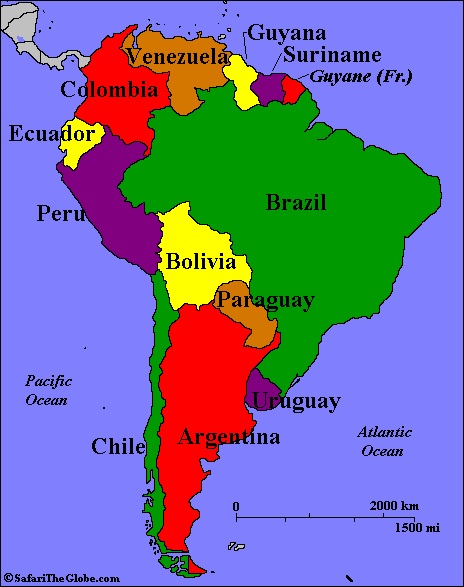 Guyana
Suriname
Venezuela
Guyane (Fr.)
Colombia
Ecuador
Brazil
Peru
Bolivia
Paraguay
Pacific
Ocean
Uruguay
Chile
Argentina
Atlantic
Ocean
0
2000 km
1500 mi
©SafariTheGlobe.com